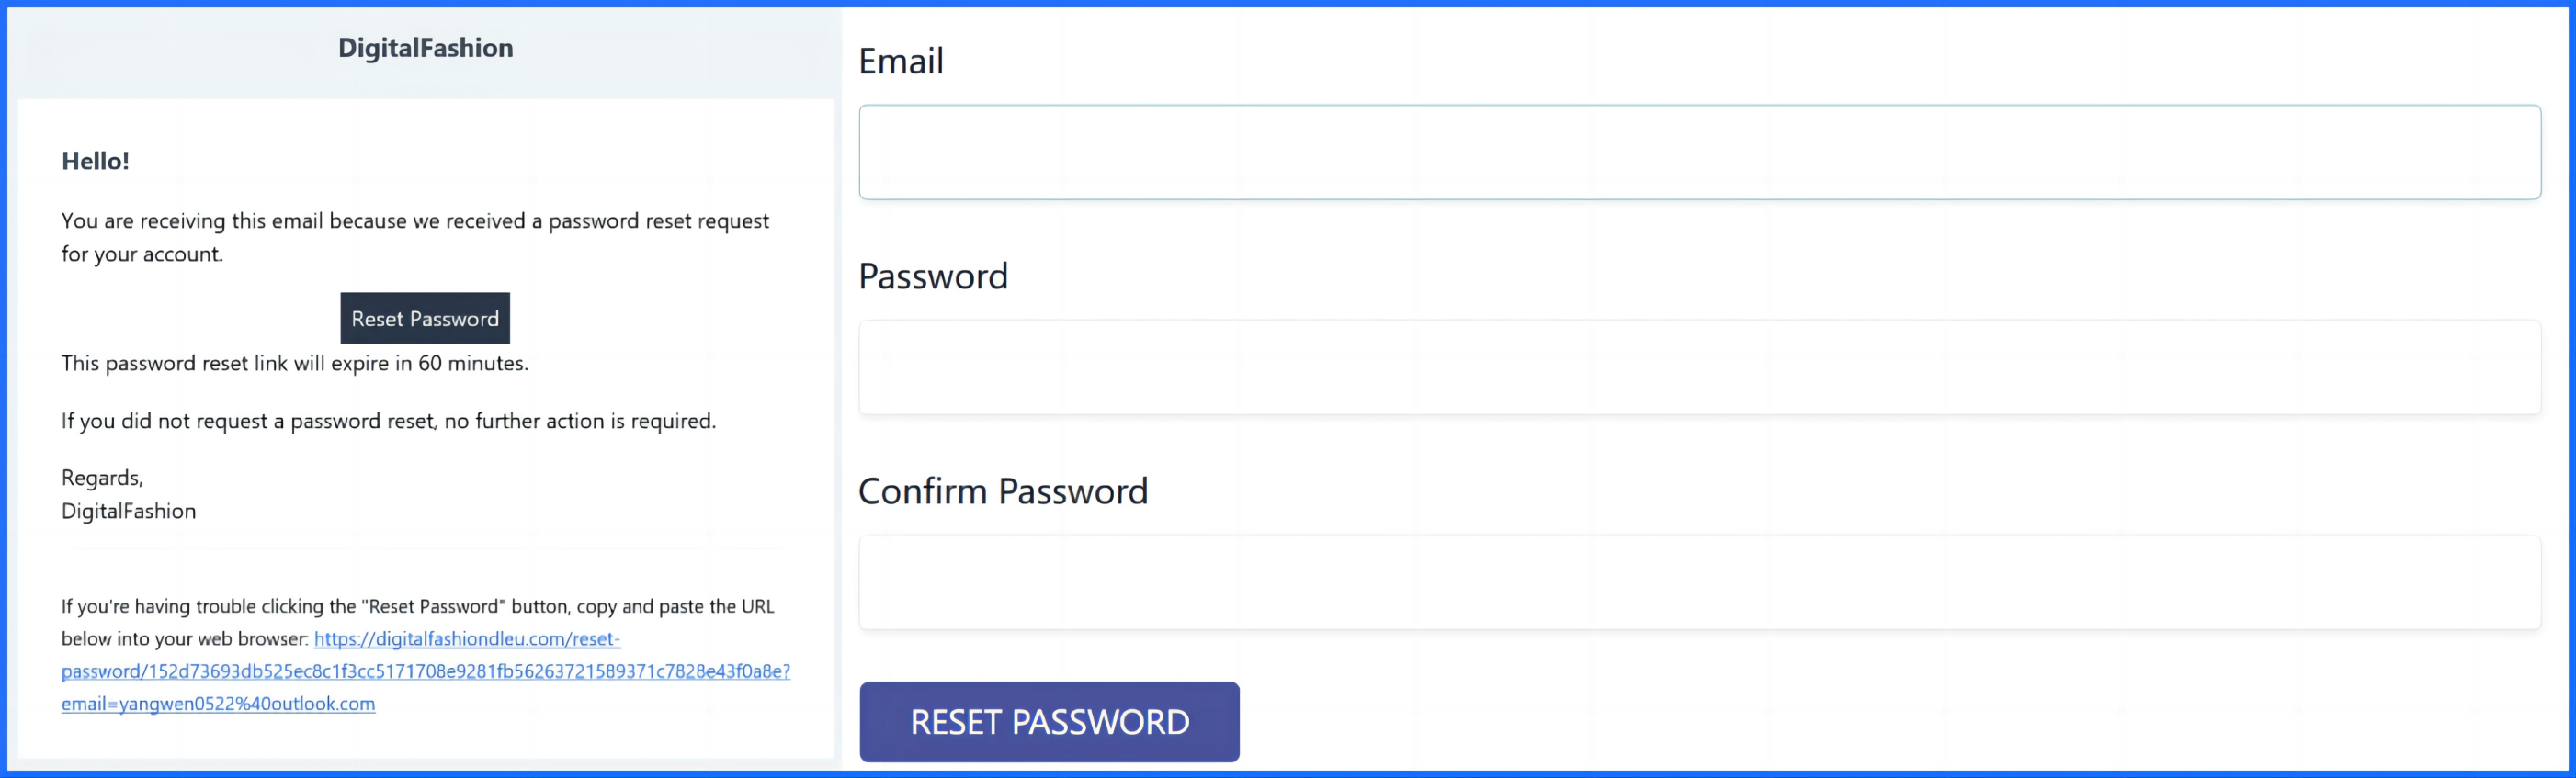 DigitalFashion
Hello!
You are receiving this email because we received a password reset request
for your account.
Reset Password
This password reset link will expire in 60 minutes.
If you did not request a password reset, no further action is required.
Regards,
DigitalFashion
If you're having trouble clicking the "Reset Password" button, copy and paste the URL
below into your web browser: https://digitalfashiondleu.com/reset-
password/152d73693db525ec8c1f3cc5171708e9281fb56263721589371c7828e43f0a8e?
email=yangwen0522%40outlook.com
Email
Password
Confirm Password
RESET PASSWORD